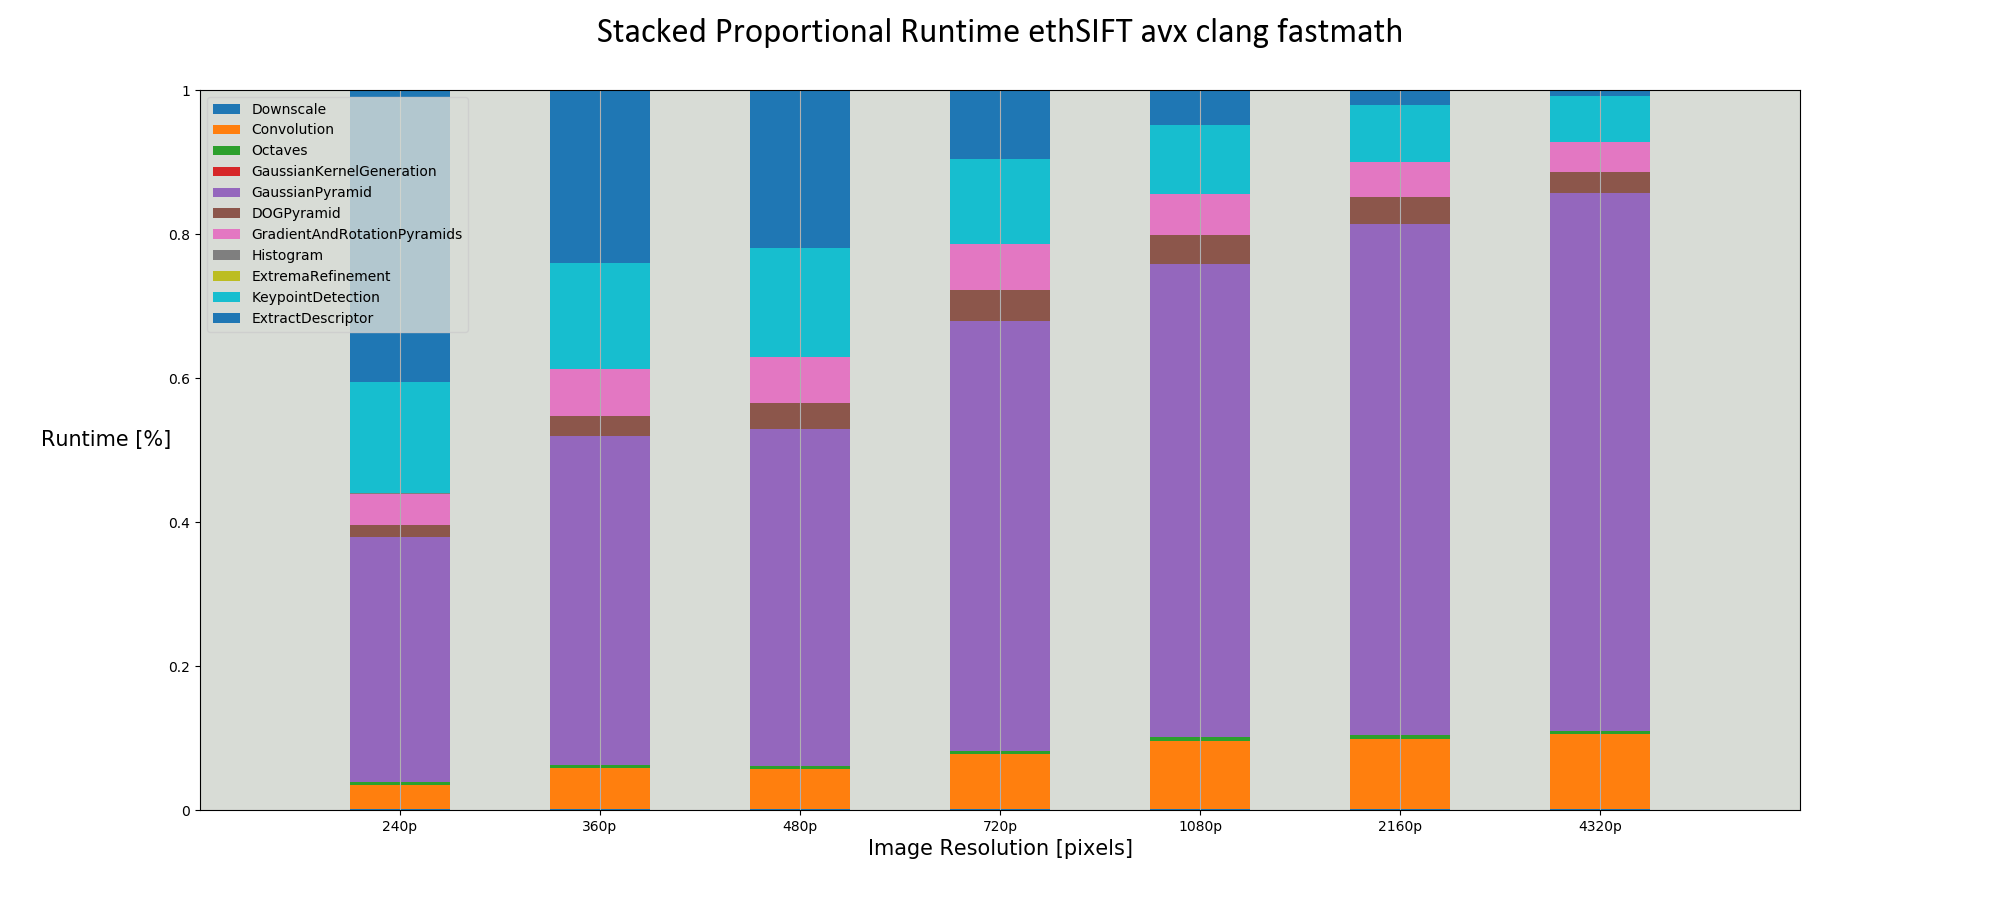 Stacked Proportional Runtime ethSIFT avx clang fastmath
1
0.8
0.6
0.4
0.2
0
Runtime [%]
Downscale
Convolution
Octaves
GaussianKernelGeneration
GaussianPyramid
DOGPyramid
GradientAndRotationPyramids
Histogram
ExtremaRefinement
KeypointDetection
ExtractDescriptor
240p 360p 480p 720p 1080p 2160p 4320p
Image Resolution [pixels]